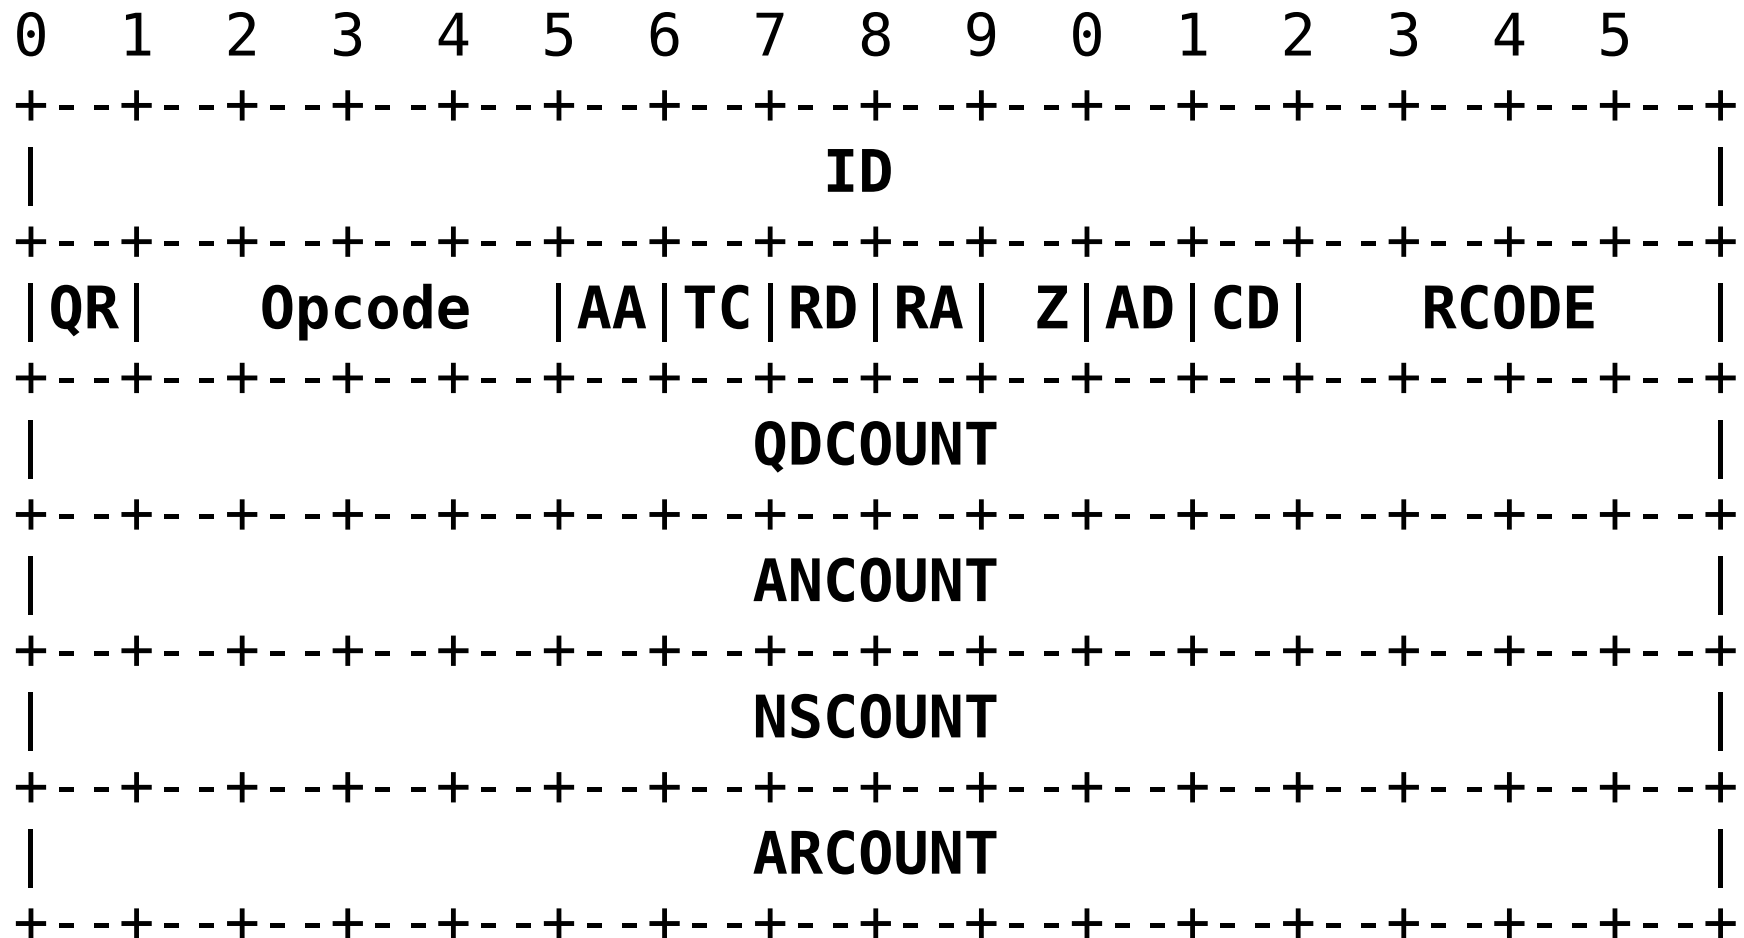 0  1  2  3  4  5  6  7  8  9  0  1  2  3  4  5
+--+--+--+--+--+--+--+--+--+--+--+--+--+--+--+--+
|                      ID                       |
+--+--+--+--+--+--+--+--+--+--+--+--+--+--+--+--+
|QR|   Opcode  |AA|TC|RD|RA| Z|AD|CD|   RCODE   |
+--+--+--+--+--+--+--+--+--+--+--+--+--+--+--+--+
|                    QDCOUNT                    |
+--+--+--+--+--+--+--+--+--+--+--+--+--+--+--+--+
|                    ANCOUNT                    |
+--+--+--+--+--+--+--+--+--+--+--+--+--+--+--+--+
|                    NSCOUNT                    |
+--+--+--+--+--+--+--+--+--+--+--+--+--+--+--+--+
|                    ARCOUNT                    |
+--+--+--+--+--+--+--+--+--+--+--+--+--+--+--+--+